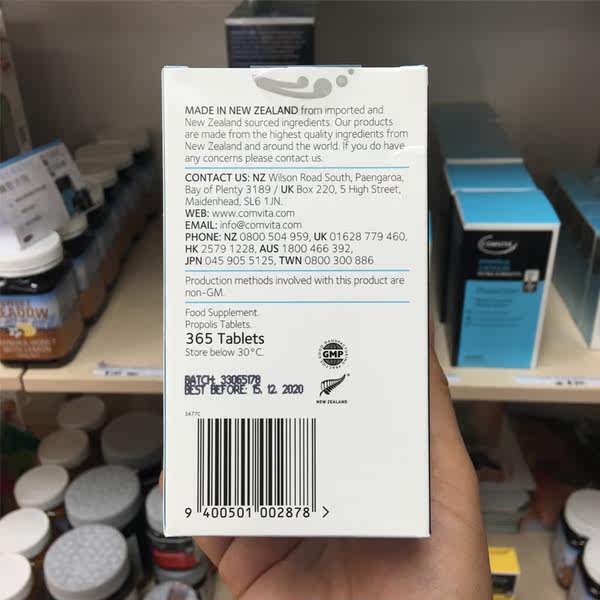 MADE IN NEW ZEALAND from imported and
New Zealand sourced ingredients. Our products
are made from the highest quality ingredients from
New Zealand and around the world. If you do have
any concerns please contact us.
CONTACT US: NZ Wilson Road South, Paengaroa,
Bay of Plenty 3189 / UK Box 220, 5 High Street,
Maidenhead, SL6 1JN.
WEB: www.comvita.com
EMAIL: info@comvita.com
PHONE: NZ 0800 504 959, UK 01628 779 460,
HK 2579 1228, AUS 1800 466 392,
JPN 045 905 5125, TWN 0800 300 886
Production methods involved with this product are
non-GM.
Food Supplement.
Propolis Tablets.
365 Tablets
Store below 30°C.
GOOD MANUFACTURING PRACTICE
GMP
BATCH: 33065178
BEST BEFORE: 15. 12. 2020
NEW ZEALAND
3477C
9 400501 002878 >
COMVITA